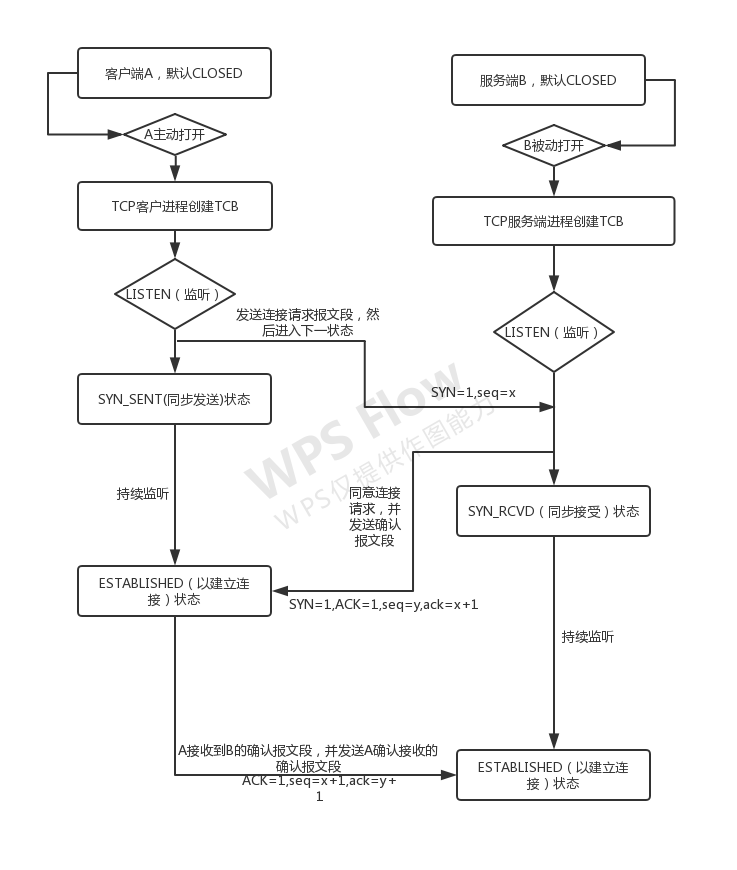 客户端A，默认CLOSED
服务端B，默认CLOSED
A主动打开
B被动打开
TCP客户进程创建TCB
TCP服务端进程创建TCB
LISTEN（监听）
发送连接请求报文段，然
后进入下一状态
LISTEN（监听）
SYN=1,seq=x
SYN_SENT(同步发送)状态
WPS Flow
WPS仅提供作图能力
持续监听
同意连接
请求，并
发送确认
报文段
SYN_RCVD（同步接受）状态
ESTABLISHED（以建立连
接）状态
SYN=1,ACK=1,seq=y,ack=x+1
持续监听
A接收到B的确认报文段，并发送A确认接收的
确认报文段
ACK=1,seq=x+1,ack=y+
1
ESTABLISHED（以建立连
接）状态